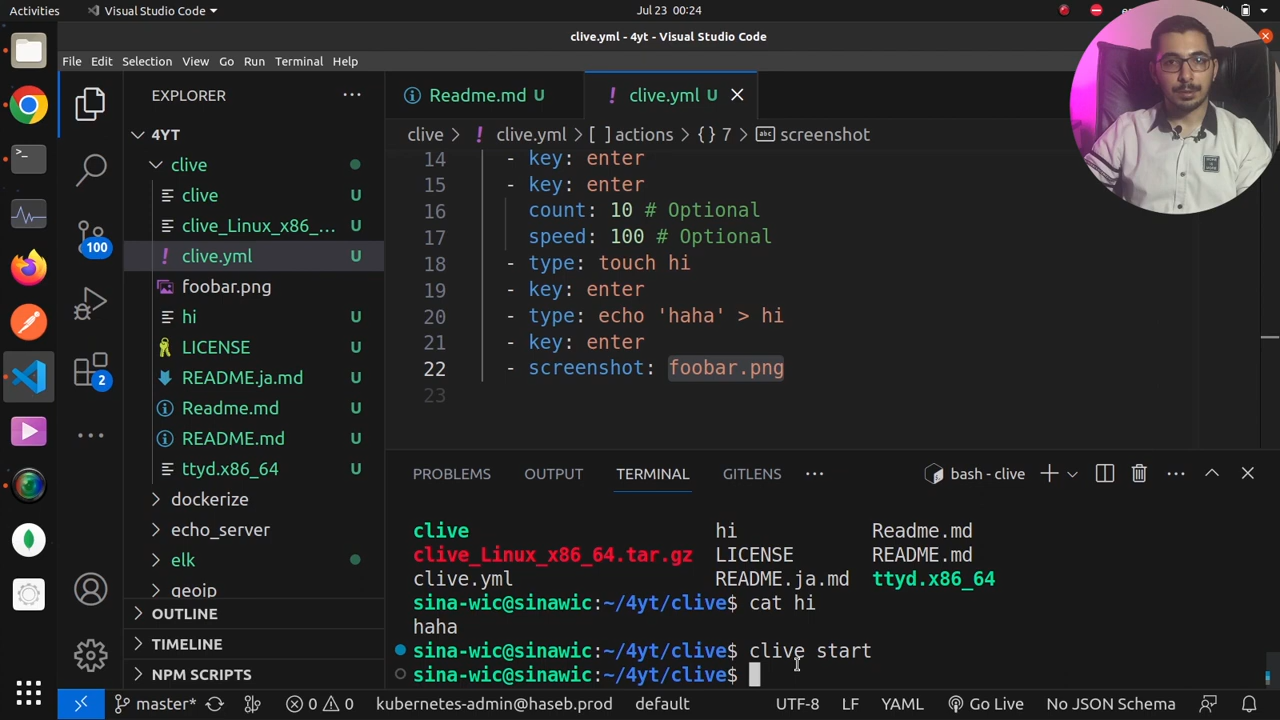 Activities
Visual Studio Code
Jul 23 00:24
clive.yml - 4yt - Visual Studio Code
File Edit Selection View Go Run Terminal Help
EXPLORER
4YT
clive
clive U
clive_Linux_x86_... U
clive.yml U
foobar.png
hi U
LICENSE U
README.ja.md U
Readme.md U
README.md U
ttyd.x86_64 U
dockerize
echo_server
elk
geoip
OUTLINE
TIMELINE
NPM SCRIPTS
100
2
Readme.md U
clive.yml U
clive > clive.yml > [ ] actions > {} 7 > abc screenshot
14 - key: enter
15 - key: enter
16 count: 10 # Optional
17 speed: 100 # Optional
18 - type: touch hi
19 - key: enter
20 - type: echo 'haha' > hi
21 - key: enter
22 - screenshot: foobar.png
23
PROBLEMS OUTPUT TERMINAL GITLENS
bash - clive
clive hi Readme.md
clive_Linux_x86_64.tar.gz LICENSE README.md
clive.yml README.ja.md ttyd.x86_64
sina-wic@sinawic:~/4yt/clive$ cat hi
haha
sina-wic@sinawic:~/4yt/clive$ clive start
sina-wic@sinawic:~/4yt/clive$
master* 0 0 kubernetes-admin@haseb.prod default UTF-8 LF YAML Go Live No JSON Schema